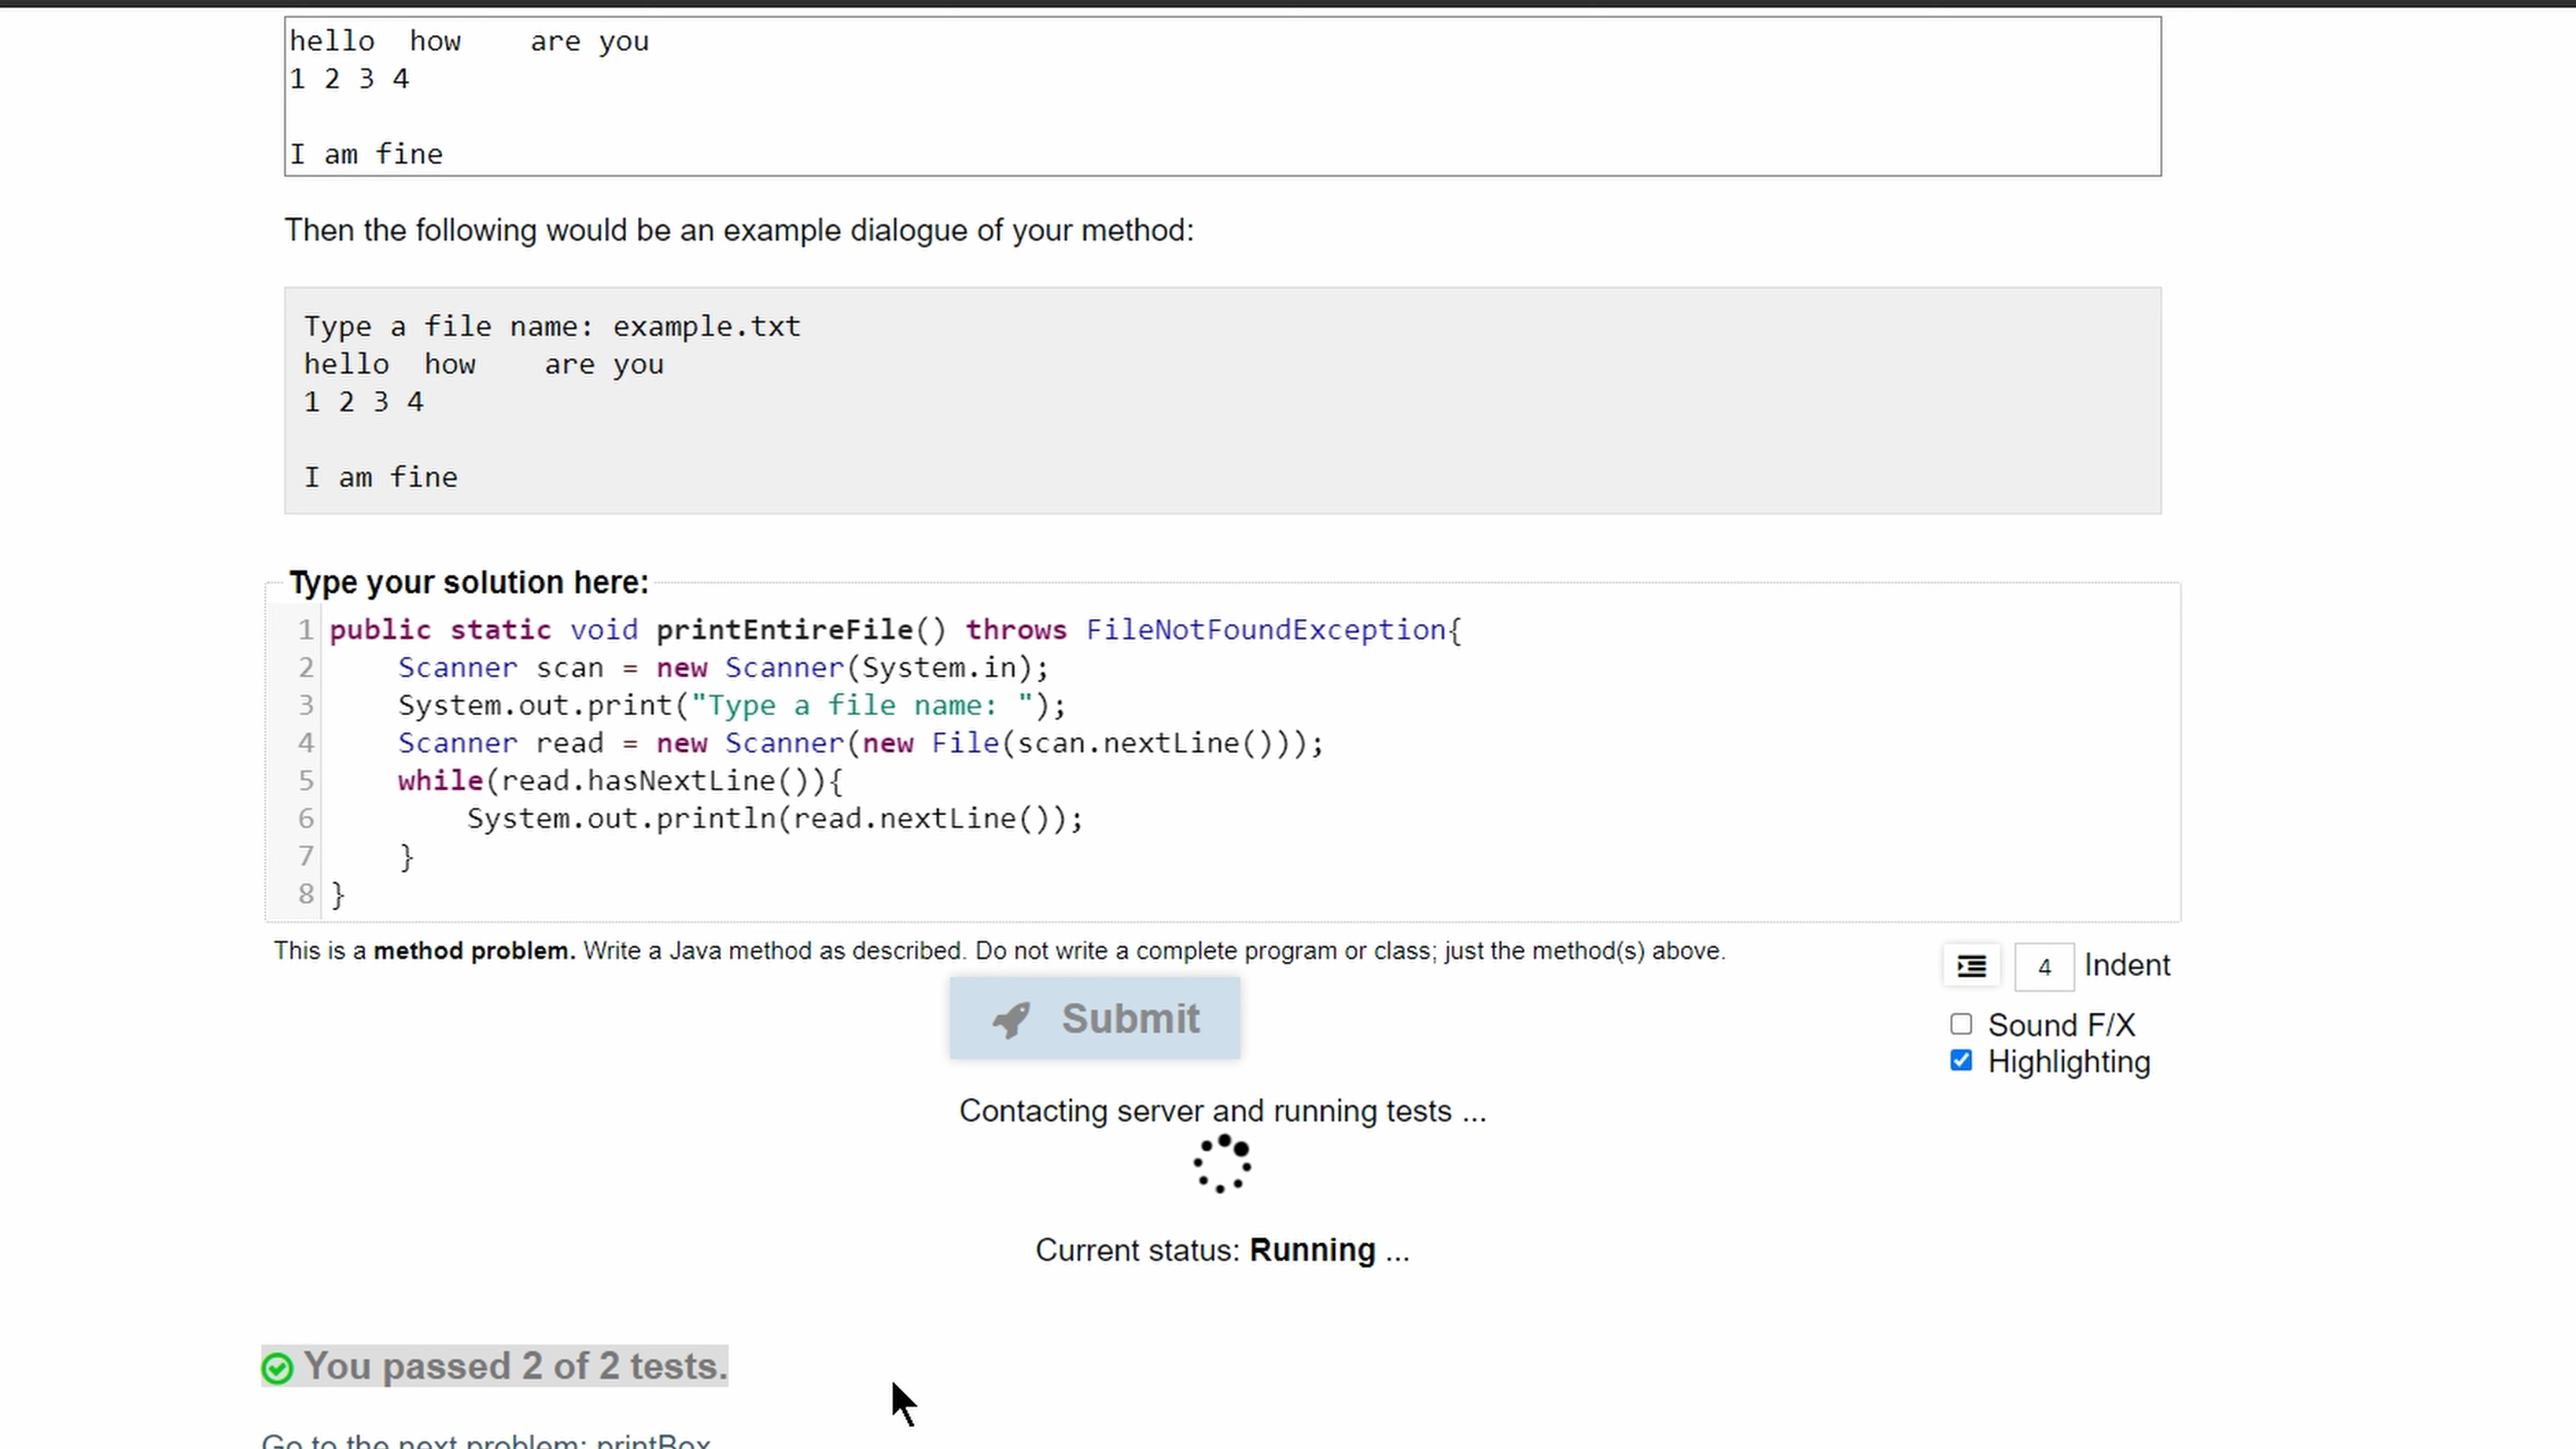 hello  how    are you
1 2 3 4
I am fine
Then the following would be an example dialogue of your method:
Type a file name: example.txt
hello  how    are you
1 2 3 4
I am fine
Type your solution here:
1 public static void printEntireFile() throws FileNotFoundException{
2     Scanner scan = new Scanner(System.in);
3     System.out.print("Type a file name: ");
4     Scanner read = new Scanner(new File(scan.nextLine()));
5     while(read.hasNextLine()){
6         System.out.println(read.nextLine());
7     }
8 }
This is a method problem. Write a Java method as described. Do not write a complete program or class; just the method(s) above.
4 Indent
Submit
Sound F/X
Highlighting
Contacting server and running tests ...
Current status: Running ...
You passed 2 of 2 tests.
Go to the next problem: printBox